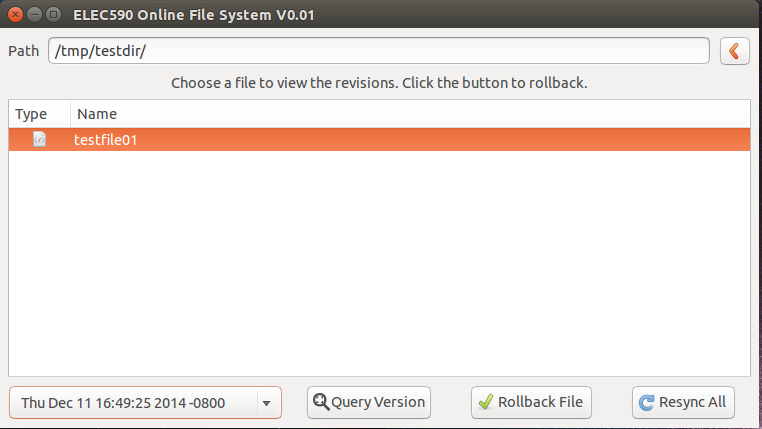 ELEC590 Online File System V0.01
Path /tmp/testdir/
Choose a file to view the revisions. Click the button to rollback.
Type Name
testfile01
Thu Dec 11 16:49:25 2014 -0800 Query Version Rollback File Resync All